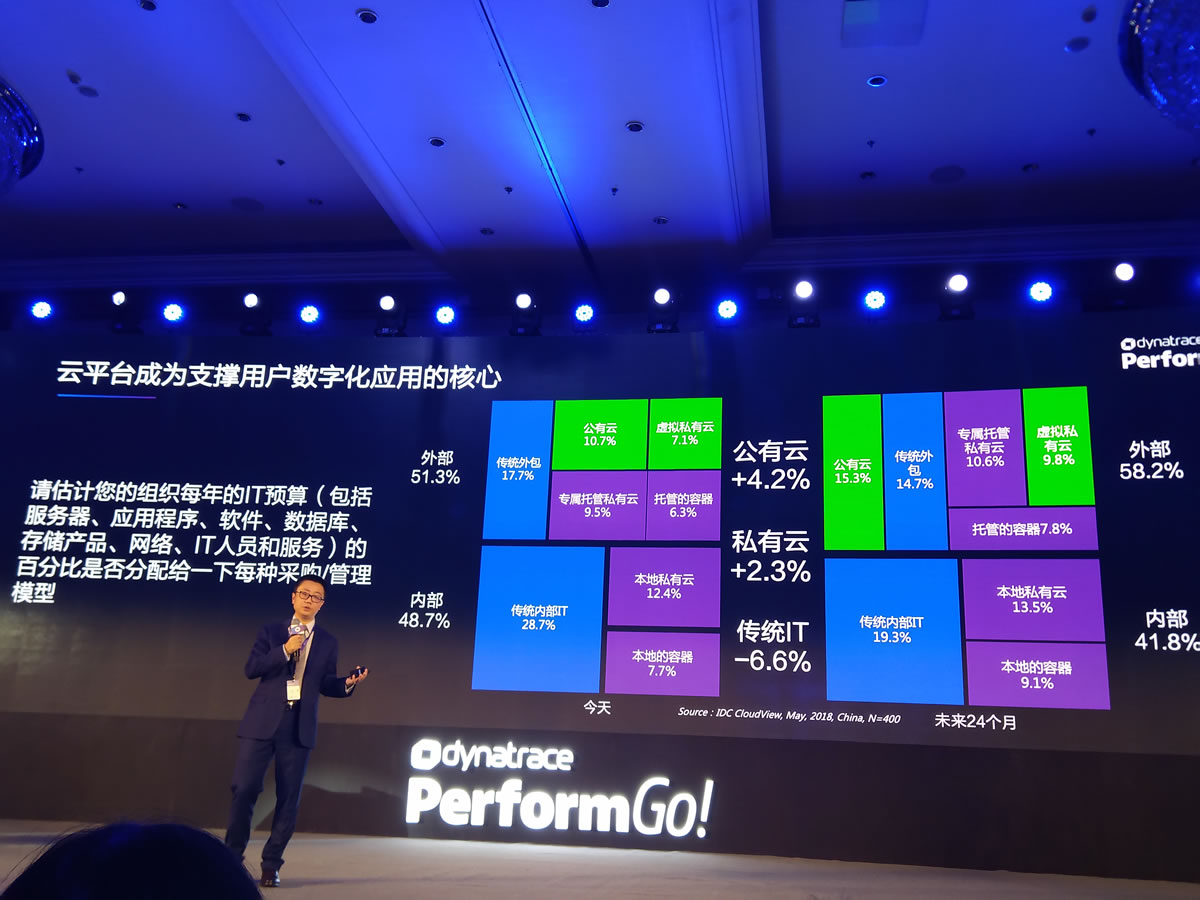 云平台成为支撑用户数字化应用的核心
请估计您的组织每年的IT预算（包括
服务器、应用程序、软件、数据库、
存储产品、网络、IT人员和服务）的
百分比是否分配给一下每种采购/管理
模型
外部
51.3%
内部
48.7%
传统外包
17.7%
公有云
10.7%
虚拟私有云
7.1%
专属托管私有云
9.5%
托管的容器
6.3%
传统内部IT
28.7%
本地私有云
12.4%
本地的容器
7.7%
今天
公有云
+4.2%
私有云
+2.3%
传统IT
−6.6%
公有云
15.3%
传统外
包
14.7%
专属托管
私有云
10.6%
虚拟私
有云
9.8%
托管的容器7.8%
传统内部IT
19.3%
本地私有云
13.5%
本地的容器
9.1%
未来24个月
外部
58.2%
内部
41.8%
Source : IDC CloudView, May, 2018, China, N=400
dynatrace
Perfor
dynatrace
PerformGo!